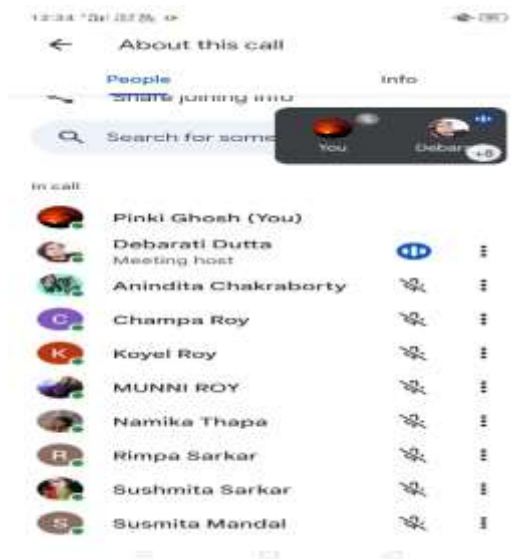 About this call
People
Info
Share joining info
Search for some
You
Debara
+8
In call
Pinki Ghosh (You)
Debarati Dutta
Meeting host
Anindita Chakraborty
C
Champa Roy
K
Koyel Roy
MUNNI ROY
Namika Thapa
R
Rimpa Sarkar
Sushmita Sarkar
S
Susmita Mandal